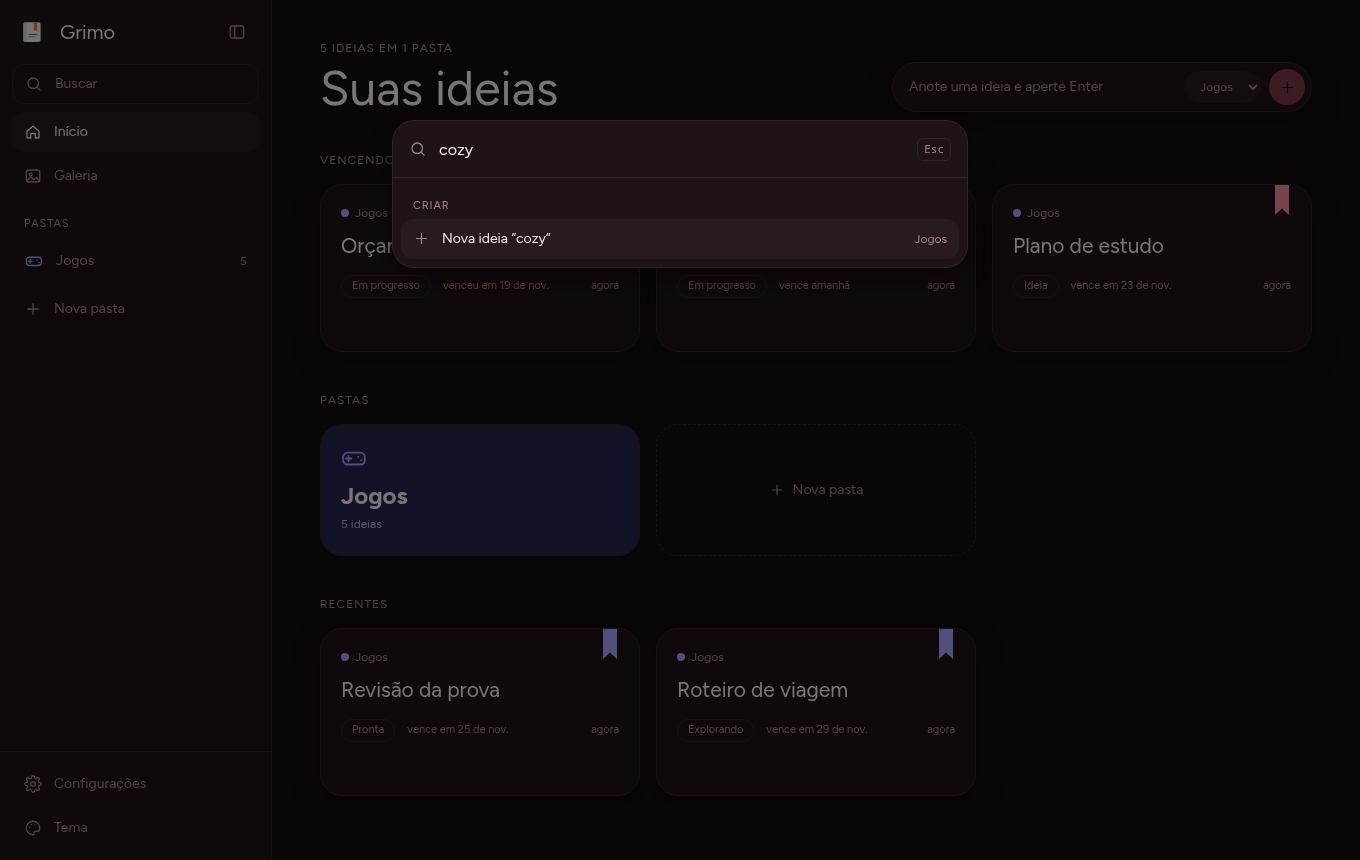 Grimo
Buscar
Início
Galeria
PASTAS
Jogos 5
Nova pasta
Configurações
Tema
5 IDEIAS EM 1 PASTA
Suas ideias
Anote uma ideia e aperte Enter Jogos
cozy Esc
CRIAR
Nova ideia “cozy” Jogos
VENCENDO
Jogos
Em progresso venceu em 19 de nov. agora
Em progresso vence amanhã agora
Jogos
Plano de estudo
Ideia vence em 23 de nov. agora
PASTAS
Jogos
5 ideias
Nova pasta
RECENTES
Jogos
Revisão da prova
Pronta vence em 25 de nov. agora
Jogos
Roteiro de viagem
Explorando vence em 29 de nov. agora